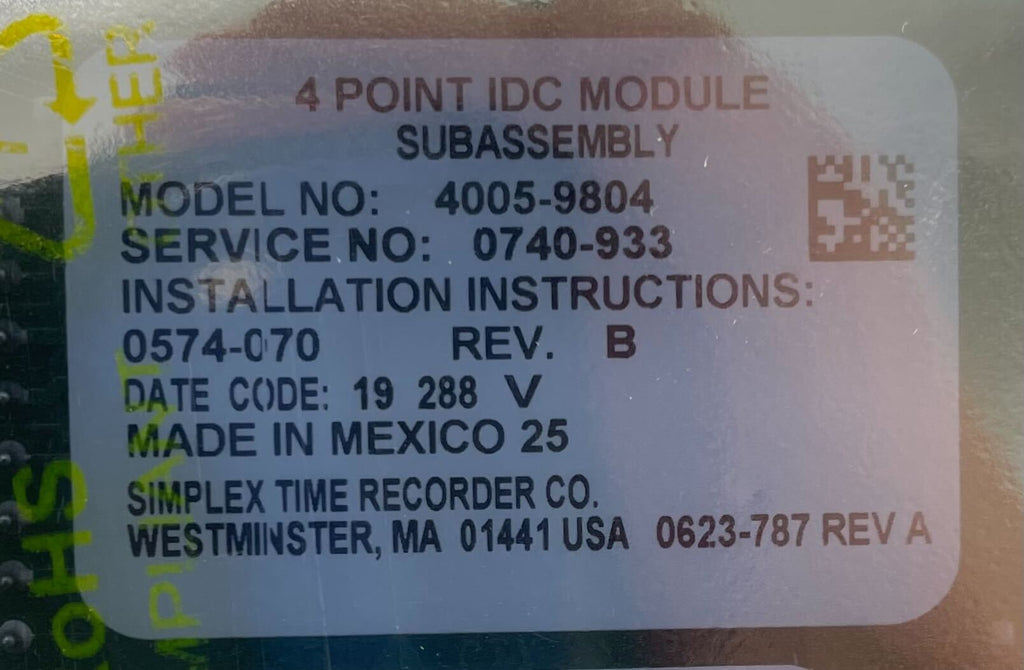 4 POINT IDC MODULE
SUBASSEMBLY
MODEL NO: 4005-9804
SERVICE NO: 0740-933
INSTALLATION INSTRUCTIONS:
0574-070 REV. B
DATE CODE: 19 288 V
MADE IN MEXICO 25
SIMPLEX TIME RECORDER CO.
WESTMINSTER, MA 01441 USA 0623-787 REV A
RoHS